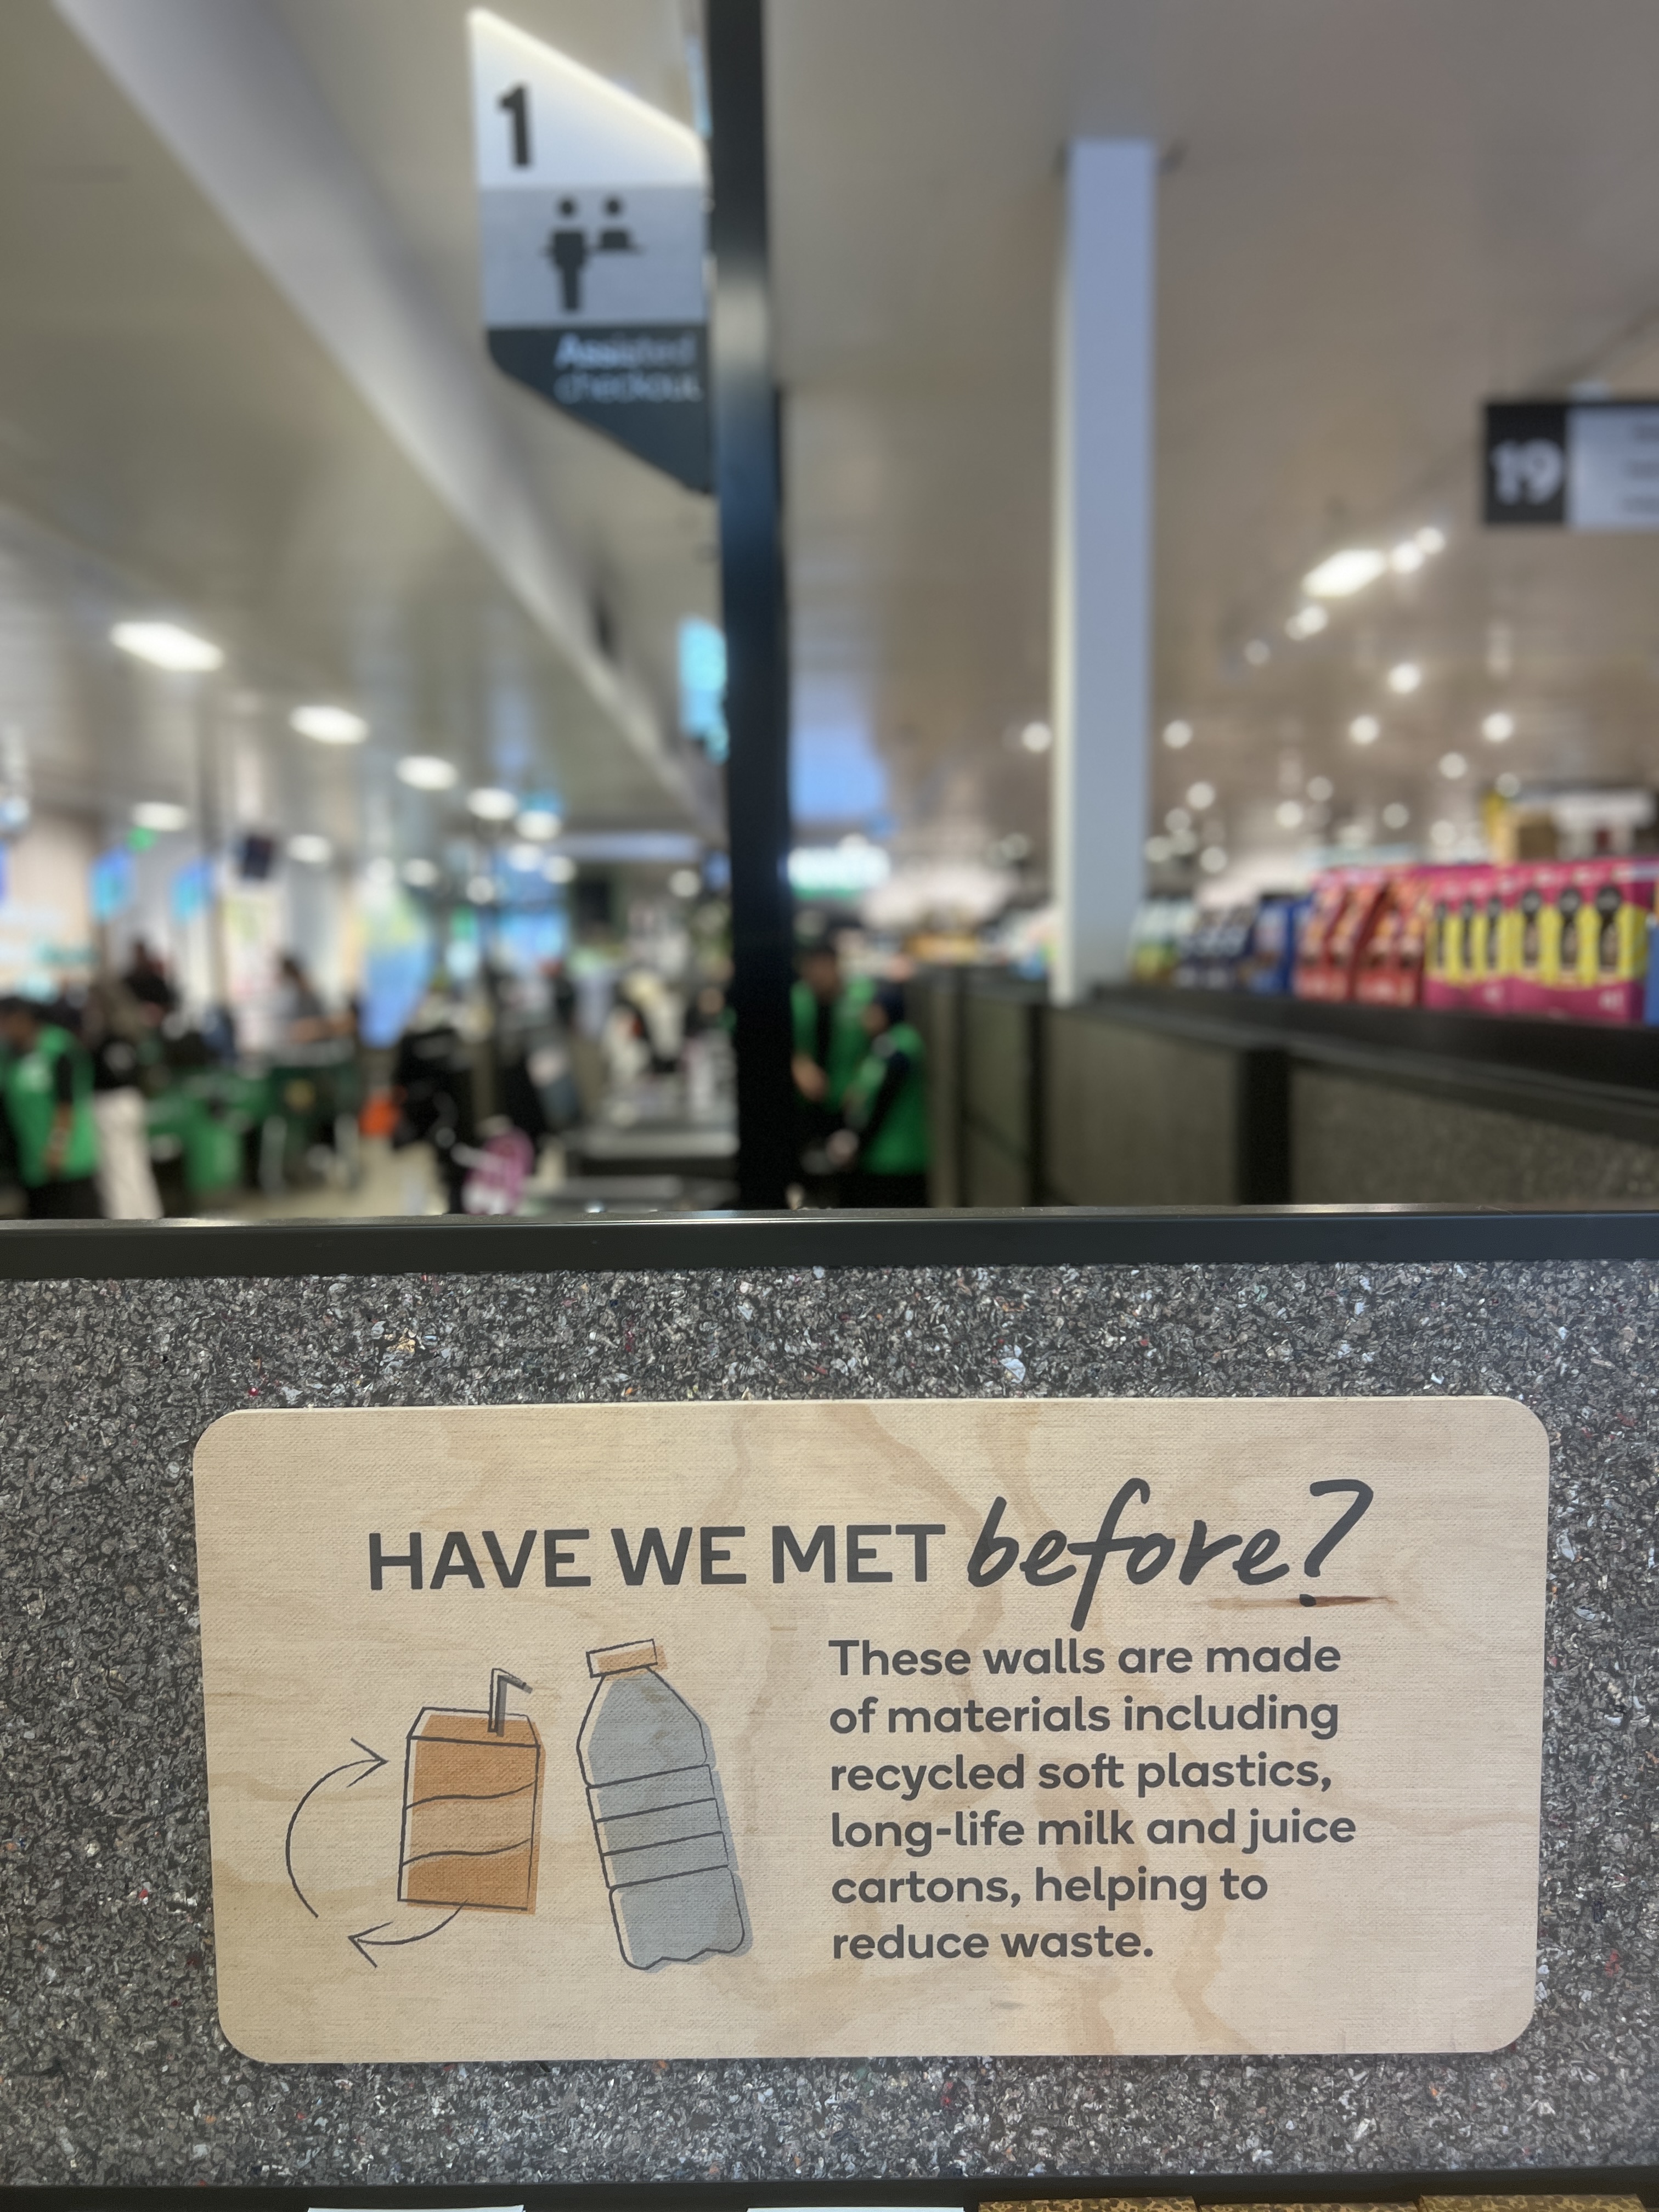 1
Assisted
checkout
19
HAVE WE MET before?
These walls are made
of materials including
recycled soft plastics,
long-life milk and juice
cartons, helping to
reduce waste.